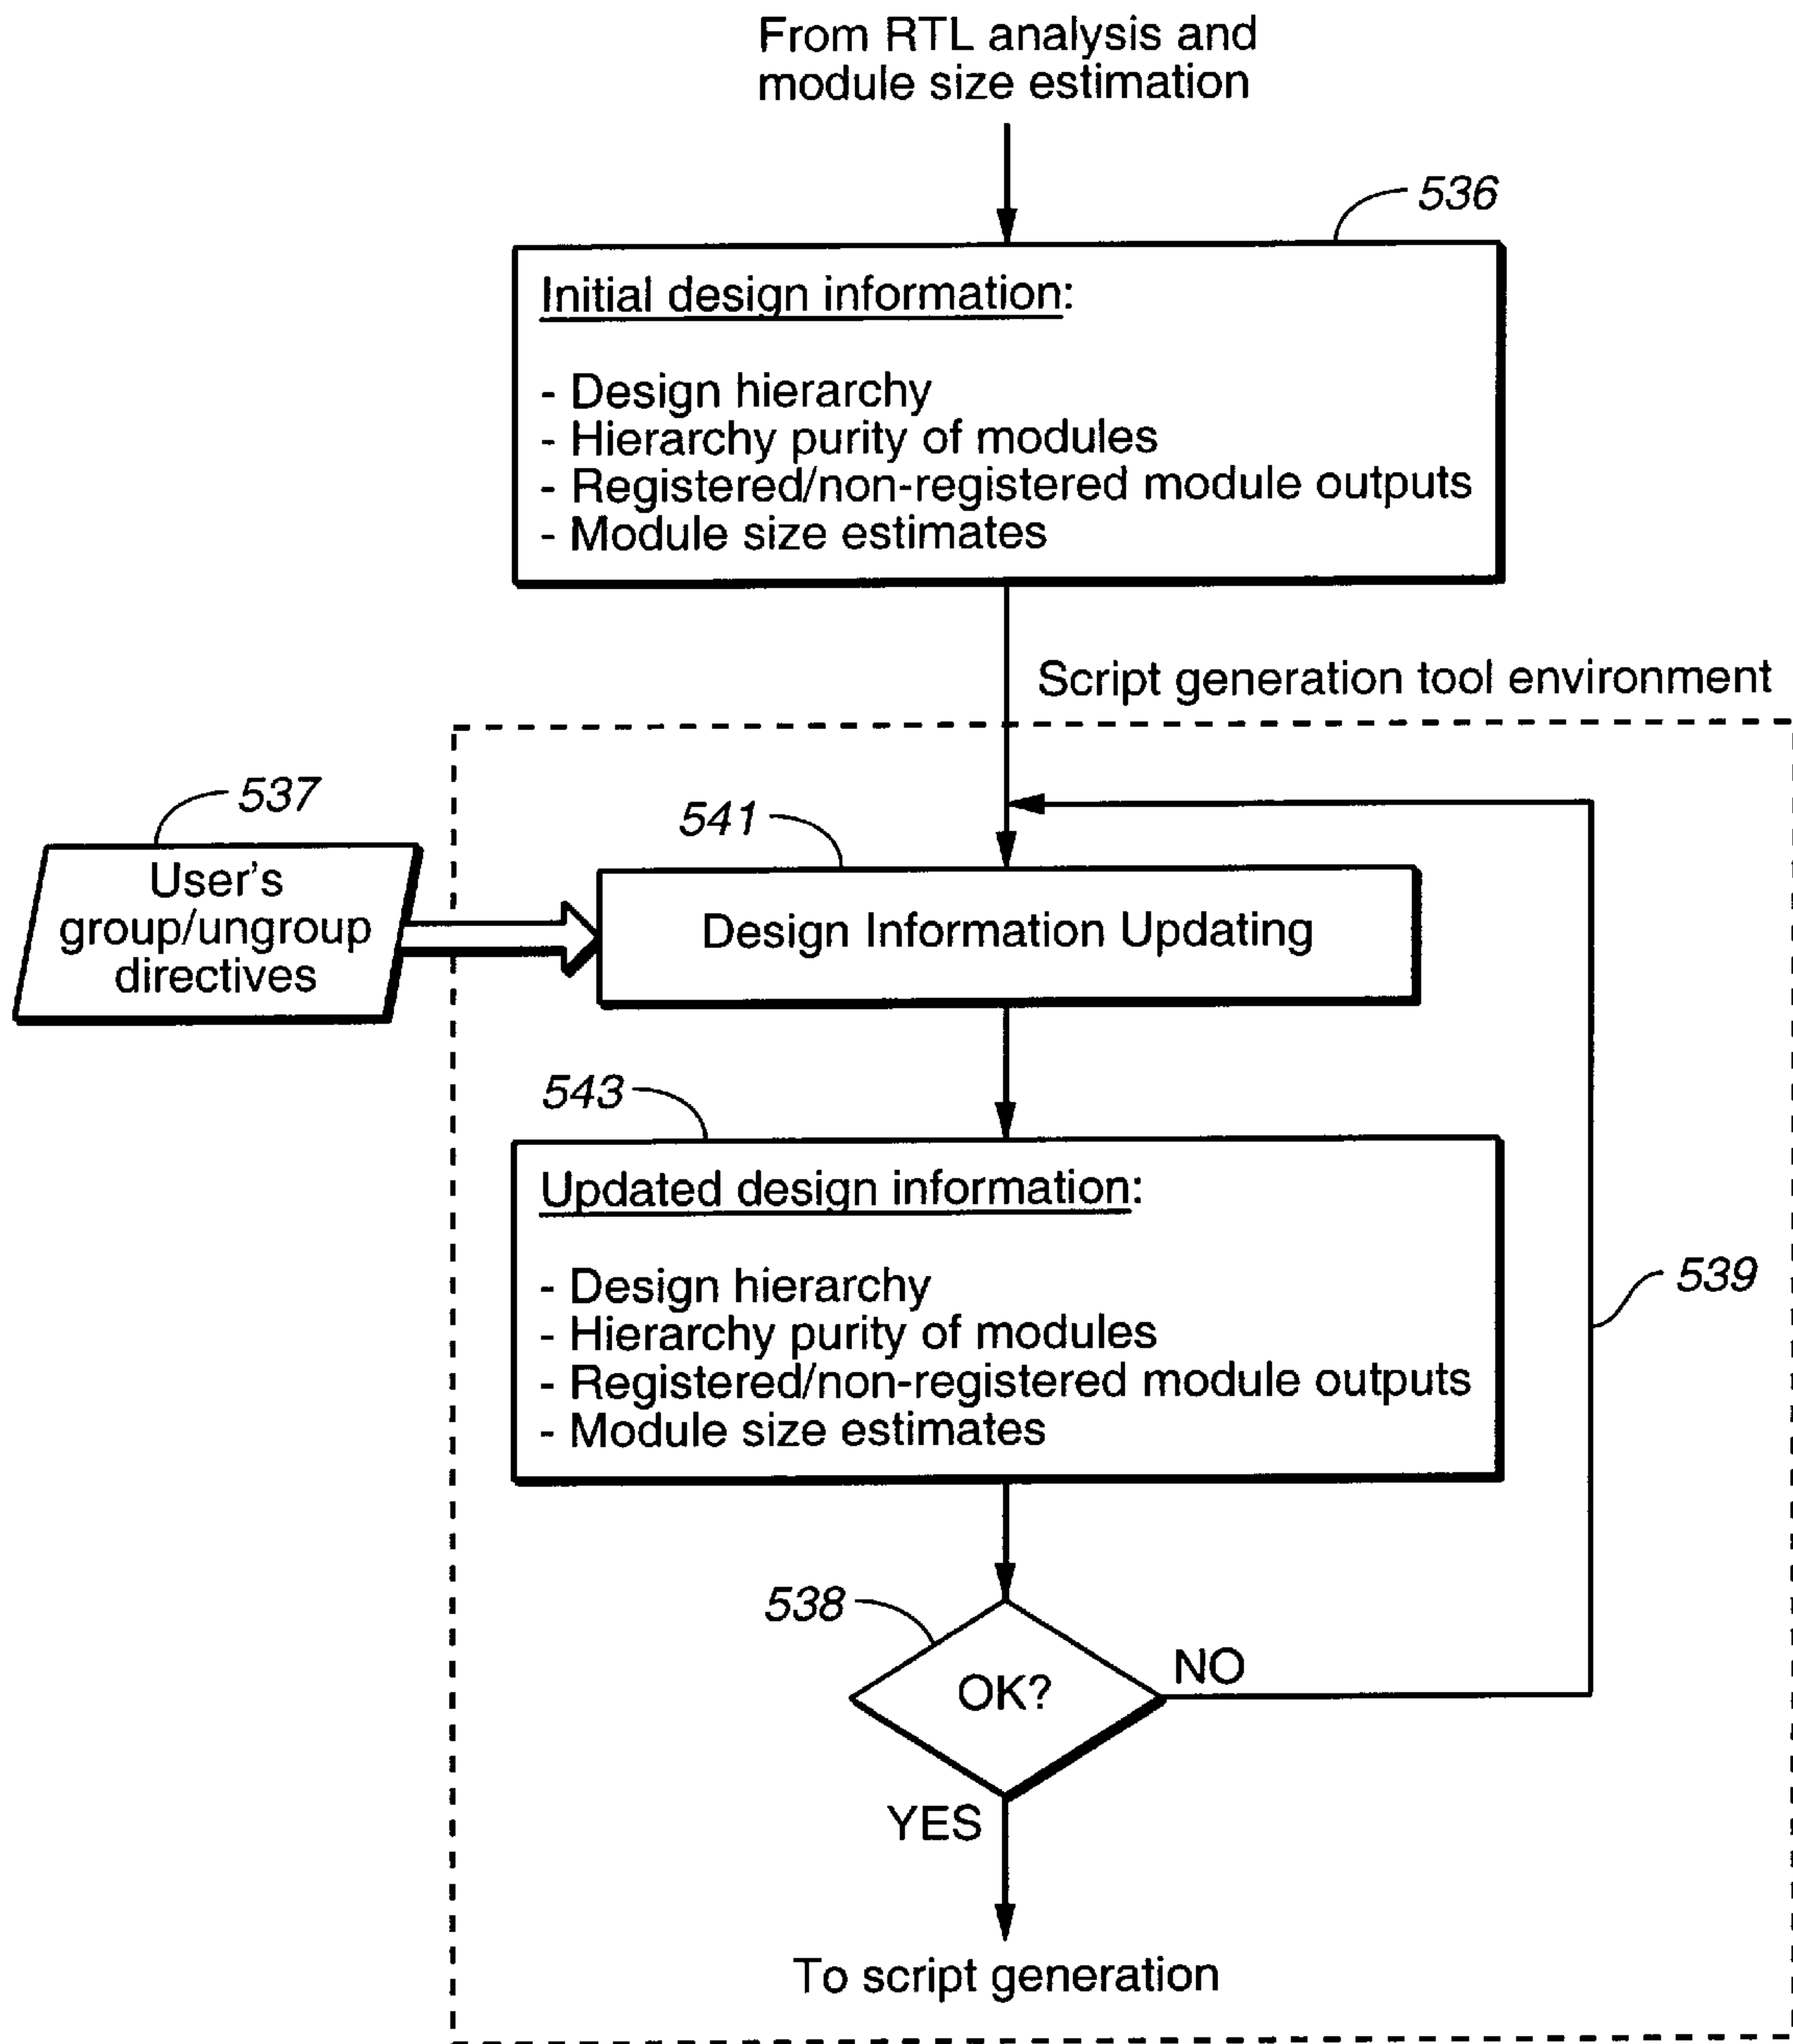 From RTL analysis and
module size estimation
536
Initial design information:
- Design hierarchy
- Hierarchy purity of modules
- Registered/non-registered module outputs
- Module size estimates
Script generation tool environment
537
User's
group/ungroup
directives
541
Design Information Updating
543
Updated design information:
- Design hierarchy
- Hierarchy purity of modules
- Registered/non-registered module outputs
- Module size estimates
539
538
OK?
NO
YES
To script generation